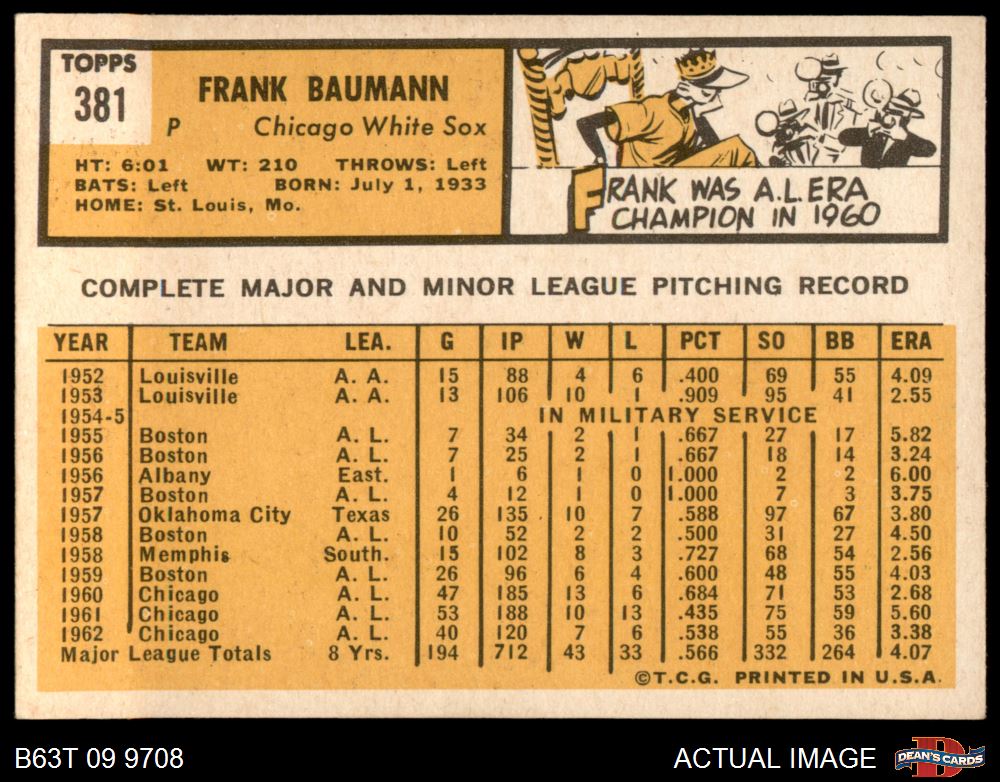 TOPPS
381
FRANK BAUMANN
P Chicago White Sox
HT: 6:01 WT: 210 THROWS: Left
BATS: Left BORN: July 1, 1933
HOME: St. Louis, Mo.
FRANK WAS A.L. ERA
CHAMPION IN 1960
COMPLETE MAJOR AND MINOR LEAGUE PITCHING RECORD
YEAR TEAM LEA. G IP W L PCT SO BB ERA
1952 Louisville A. A. 15 88 4 6 .400 69 55 4.09
1953 Louisville A. A. 13 106 10 1 .909 95 41 2.55
1954-5 IN MILITARY SERVICE
1955 Boston A. L. 7 34 2 1 .667 27 17 5.82
1956 Boston A. L. 7 25 2 1 .667 18 14 3.24
1956 Albany East. 1 6 1 0 1.000 2 2 6.00
1957 Boston A. L. 4 12 1 0 1.000 7 3 3.75
1957 Oklahoma City Texas 26 135 10 7 .588 97 67 3.80
1958 Boston A. L. 10 52 2 2 .500 31 27 4.50
1958 Memphis South. 15 102 8 3 .727 68 54 2.56
1959 Boston A. L. 26 96 6 4 .600 48 55 4.03
1960 Chicago A. L. 47 185 13 6 .684 71 53 2.68
1961 Chicago A. L. 53 188 10 13 .435 75 59 5.60
1962 Chicago A. L. 40 120 7 6 .538 55 36 3.38
Major League Totals 8 Yrs. 194 712 43 33 .566 332 264 4.07
©T.C.G. PRINTED IN U.S.A.
B63T 09 9708 ACTUAL IMAGE
D
DEAN'S CARDS